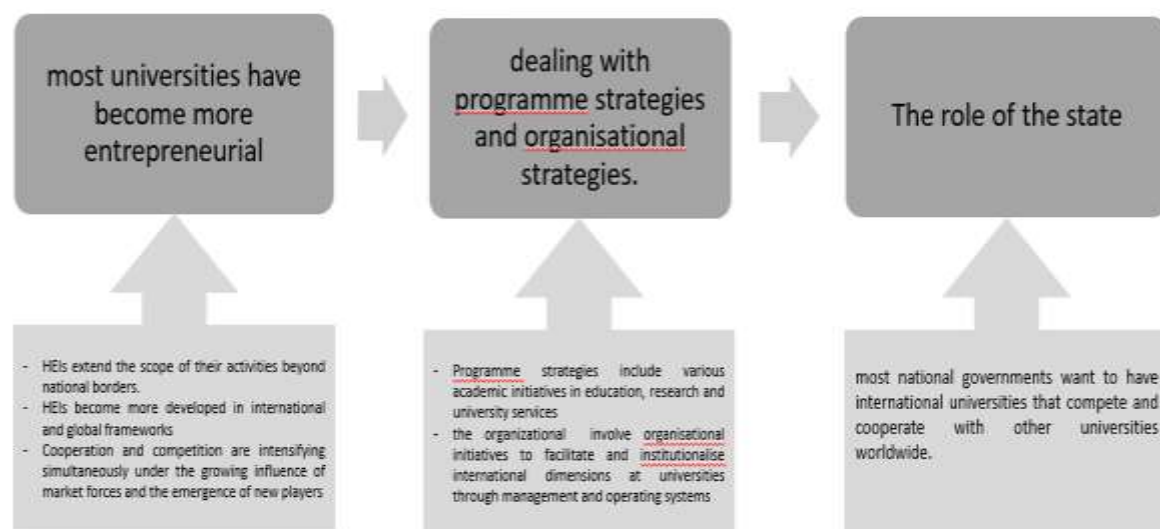 most universities have
become more
entrepreneurial
dealing with
programme strategies
and organisational
strategies.
The role of the state
- HEIs extend the scope of their activities beyond
national borders.
- HEIs become more developed in international
and global frameworks
- Cooperation and competition are intensifying
simultaneously under the growing influence of
market forces and the emergence of new players
- Programme strategies include various
academic initiatives in education, research and
university services
- the organizational involve organisational
initiatives to facilitate and institutionalise
international dimensions at universities
through management and operating systems
most national governments want to have
international universities that compete and
cooperate with other universities
worldwide.